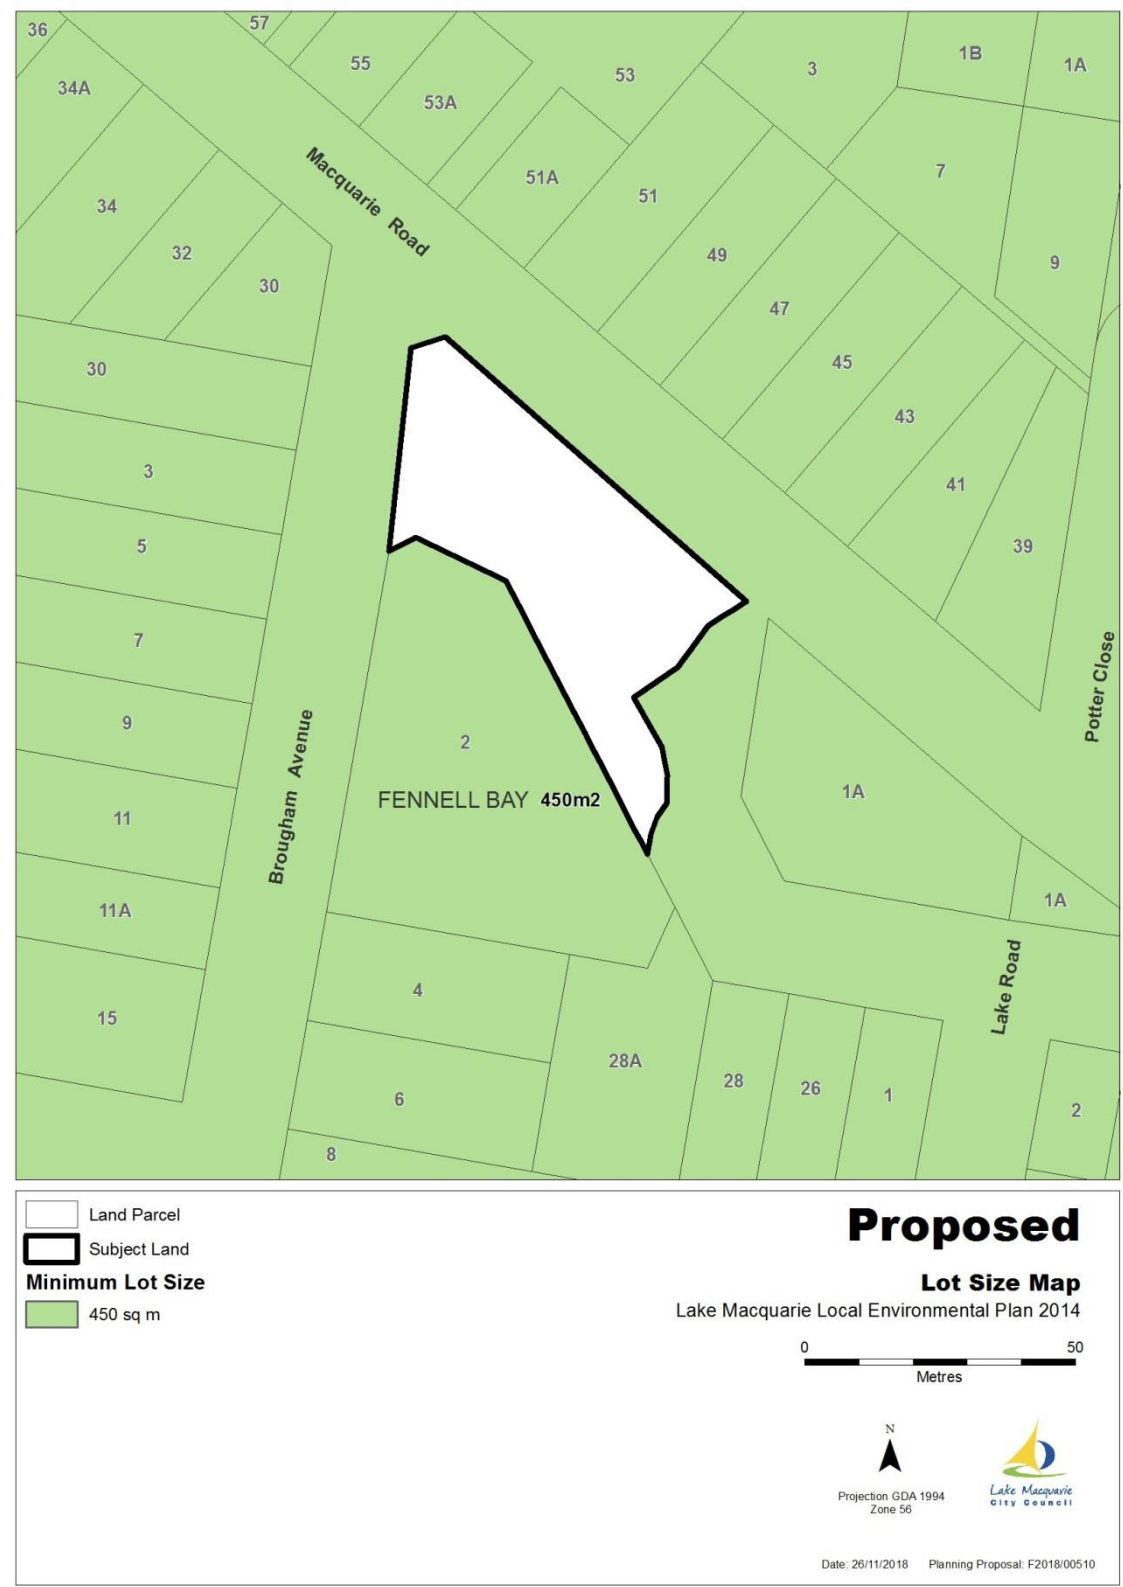 36
57
55
53
3
1B
1A
34A
53A
51A
51
7
Macquarie Road
34
32
30
49
9
47
45
43
41
39
30
3
5
7
9
11
11A
15
Brougham Avenue
2
FENNELL BAY 450m2
1A
1A
Potter Close
Lake Road
4
6
8
28A
28
26
1
2
Land Parcel
Subject Land
Minimum Lot Size
450 sq m
Proposed
Lot Size Map
Lake Macquarie Local Environmental Plan 2014
0 50
Metres
N
Projection GDA 1994
Zone 56
Lake Macquarie
City Council
Date: 26/11/2018 Planning Proposal: F2018/00510